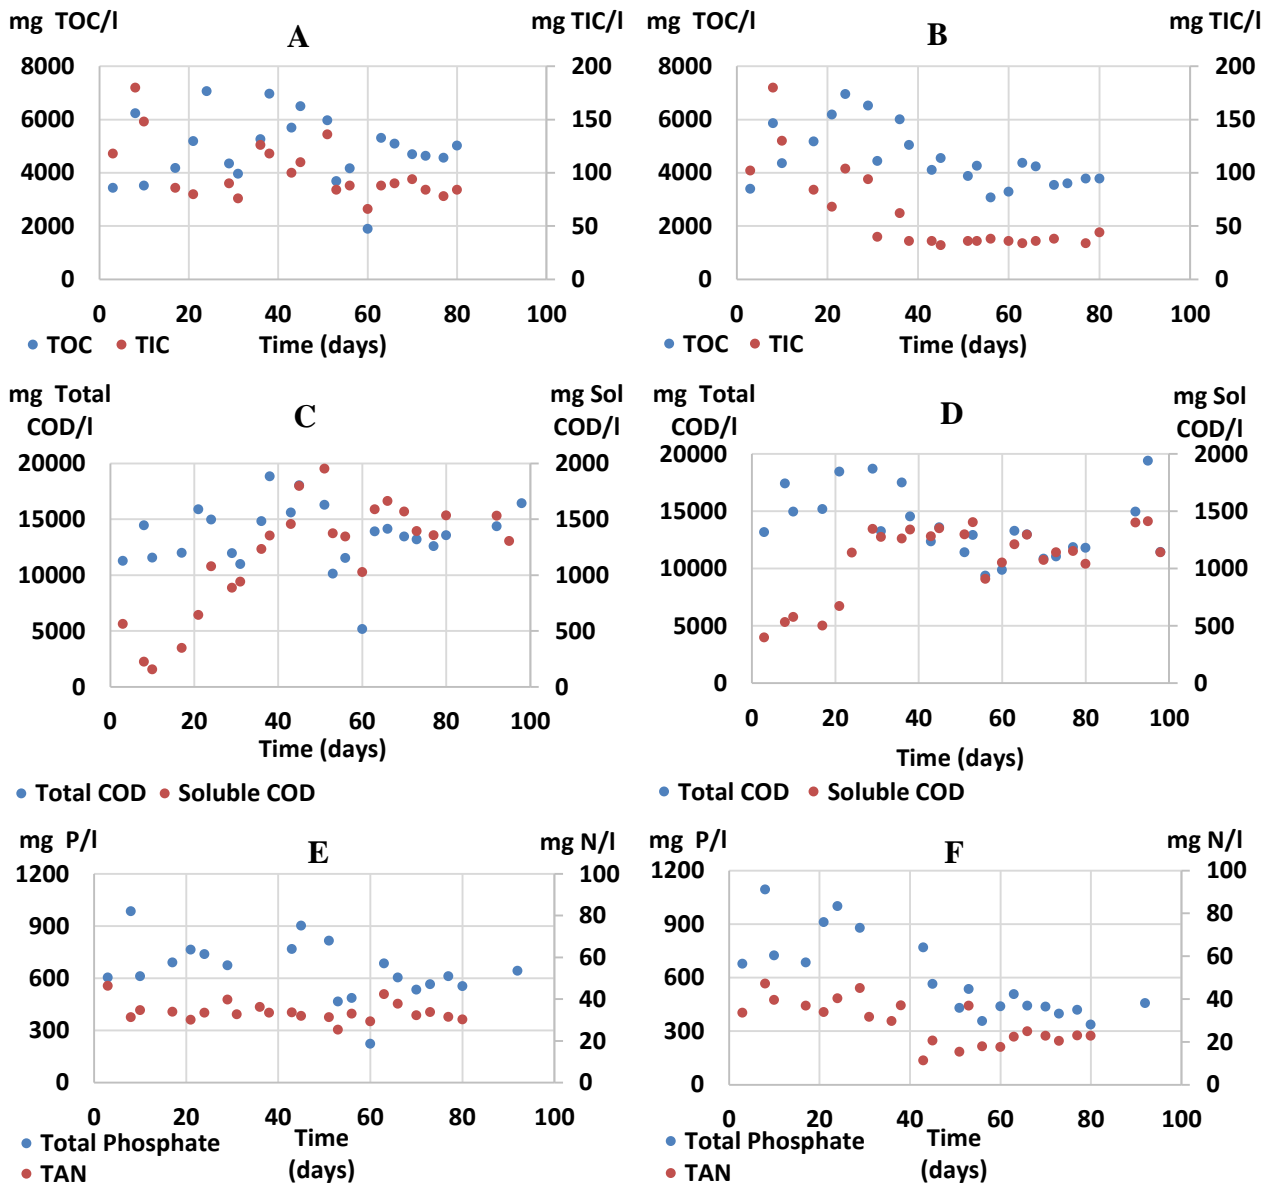 mg TOC/l
A
mg TIC/l
8000
6000
4000
2000
0
200
150
100
50
0
0 20 40 60 80 100
TOC TIC
Time (days)
mg TOC/l
B
mg TIC/l
8000
6000
4000
2000
0
200
150
100
50
0
0 20 40 60 80 100
TOC TIC
Time (days)
mg Total
COD/l
C
mg Sol
COD/l
20000
15000
10000
5000
0
2000
1500
1000
500
0
0 20 40 60 80 100
Time (days)
Total COD Soluble COD
mg Total
COD/l
D
mg Sol
COD/l
20000
15000
10000
5000
0
2000
1500
1000
500
0
0 20 40 60 80 100
Time (days)
Total COD Soluble COD
mg P/l
E
mg N/l
1200
900
600
300
0
100
80
60
40
20
0
0 20 40 60 80 100
Total Phosphate
TAN
Time
(days)
mg P/l
F
mg N/l
1200
900
600
300
0
100
80
60
40
20
0
0 20 40 60 80 100
Total Phosphate
TAN
Time
(days)